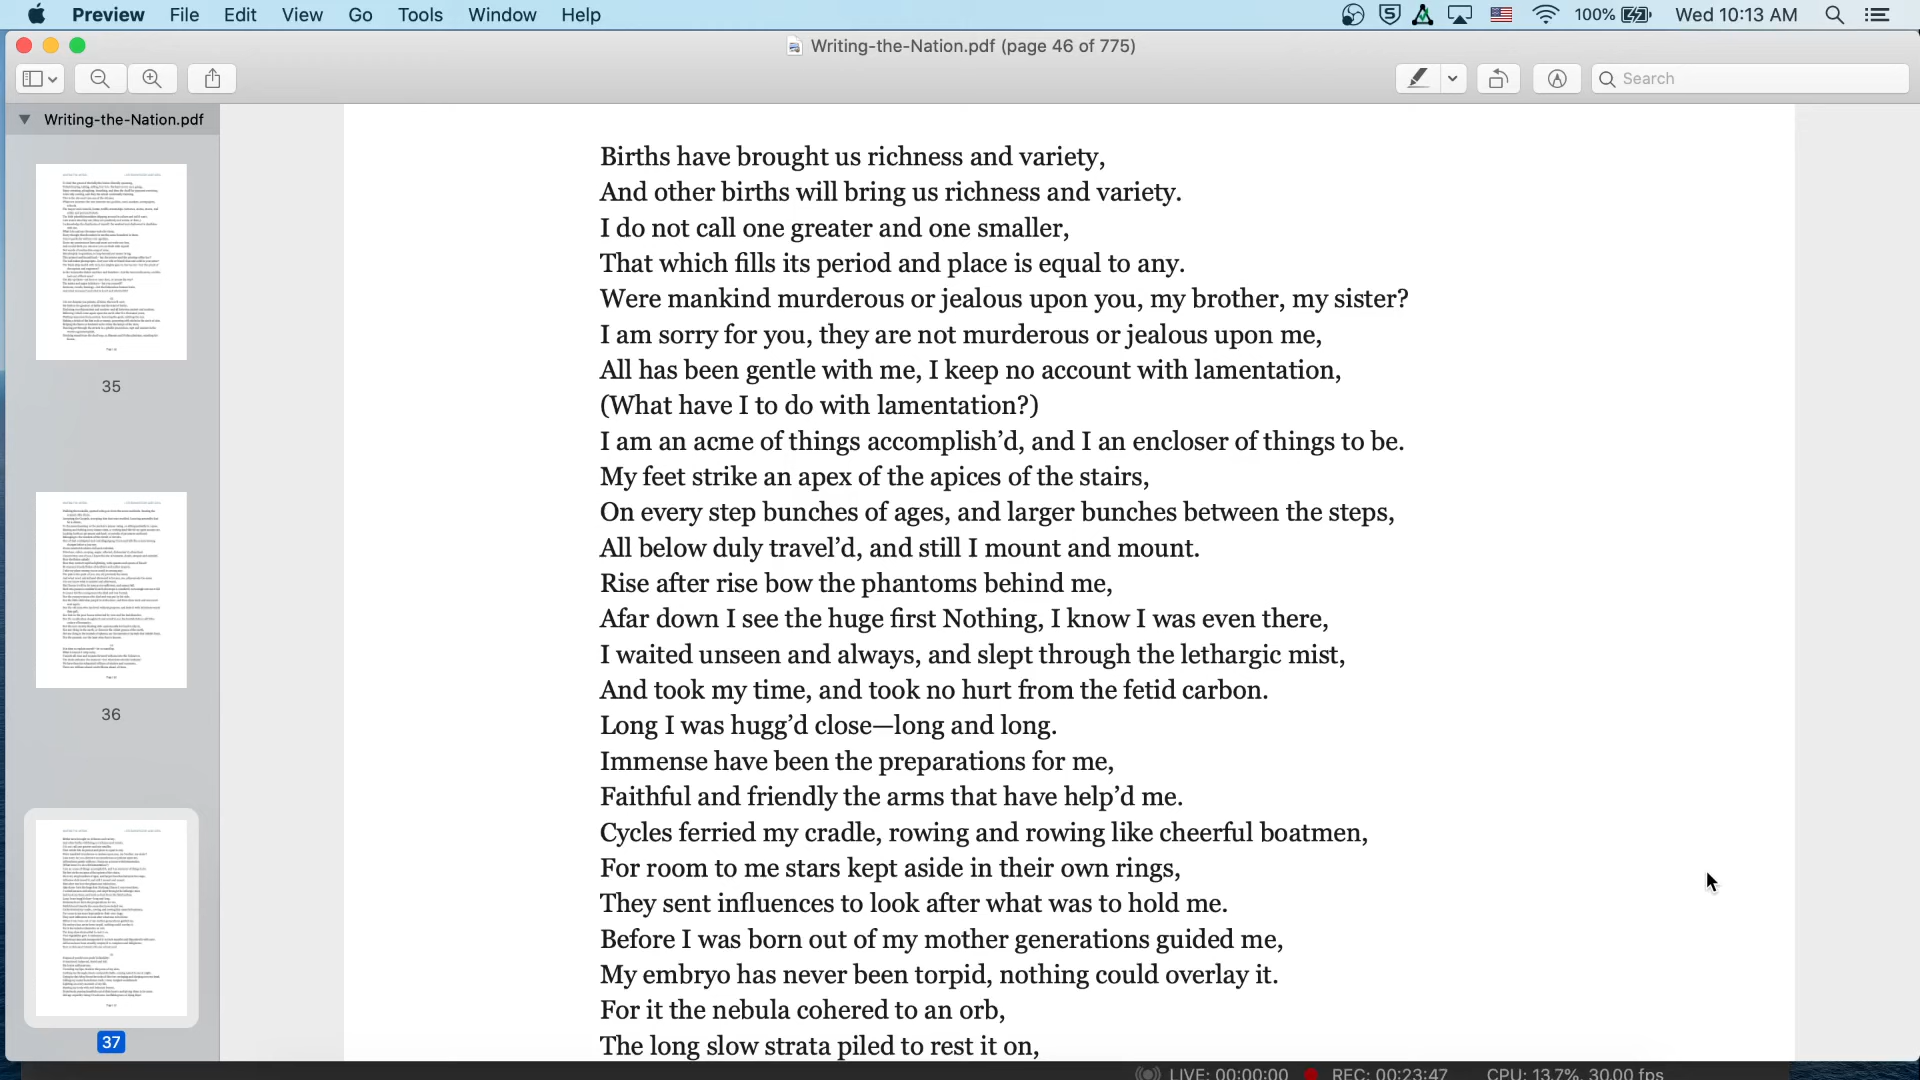 Preview File Edit View Go Tools Window Help 100% Wed 10:13 AM
Writing-the-Nation.pdf (page 46 of 775)
Search
Writing-the-Nation.pdf
35
36
37
Births have brought us richness and variety,
And other births will bring us richness and variety.
I do not call one greater and one smaller,
That which fills its period and place is equal to any.
Were mankind murderous or jealous upon you, my brother, my sister?
I am sorry for you, they are not murderous or jealous upon me,
All has been gentle with me, I keep no account with lamentation,
(What have I to do with lamentation?)
I am an acme of things accomplish’d, and I an encloser of things to be.
My feet strike an apex of the apices of the stairs,
On every step bunches of ages, and larger bunches between the steps,
All below duly travel’d, and still I mount and mount.
Rise after rise bow the phantoms behind me,
Afar down I see the huge first Nothing, I know I was even there,
I waited unseen and always, and slept through the lethargic mist,
And took my time, and took no hurt from the fetid carbon.
Long I was hugg’d close—long and long.
Immense have been the preparations for me,
Faithful and friendly the arms that have help’d me.
Cycles ferried my cradle, rowing and rowing like cheerful boatmen,
For room to me stars kept aside in their own rings,
They sent influences to look after what was to hold me.
Before I was born out of my mother generations guided me,
My embryo has never been torpid, nothing could overlay it.
For it the nebula cohered to an orb,
The long slow strata piled to rest it on,
LIVE: 00:00:00 REC: 00:23:47 CPU: 13.7%, 30.00 fps